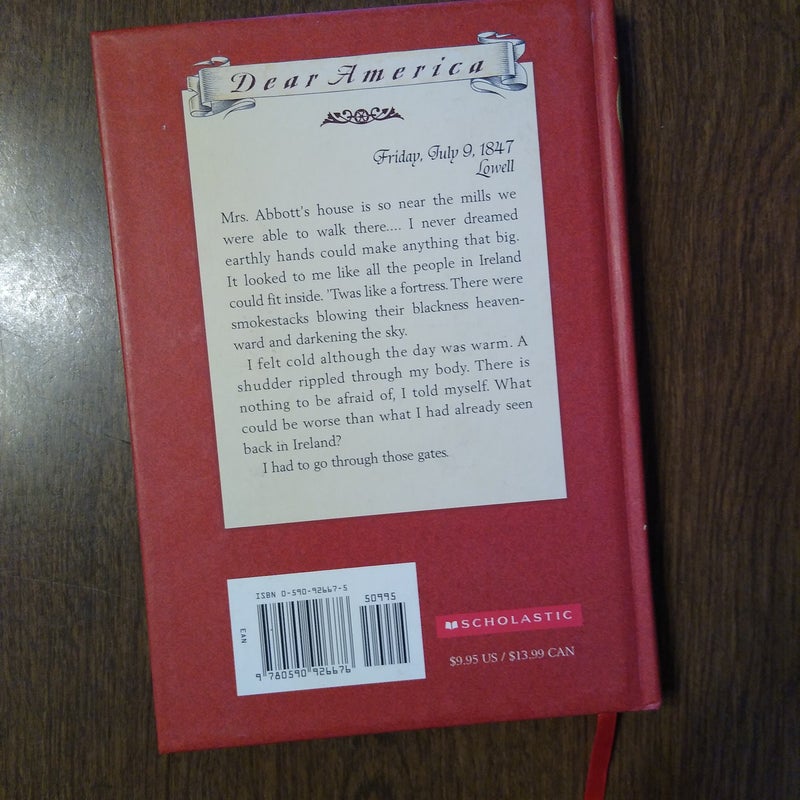 Dear America
Friday, July 9, 1847
Lowell
Mrs. Abbott's house is so near the mills we
were able to walk there.... I never dreamed
earthly hands could make anything that big.
It looked to me like all the people in Ireland
could fit inside. 'Twas like a fortress. There were
smokestacks blowing their blackness heaven-
ward and darkening the sky.
I felt cold although the day was warm. A
shudder rippled through my body. There is
nothing to be afraid of, I told myself. What
could be worse than what I had already seen
back in Ireland?
I had to go through those gates.
ISBN 0-590-92667-5
50995
EAN
9 780590 926676
SCHOLASTIC
$9.95 US / $13.99 CAN